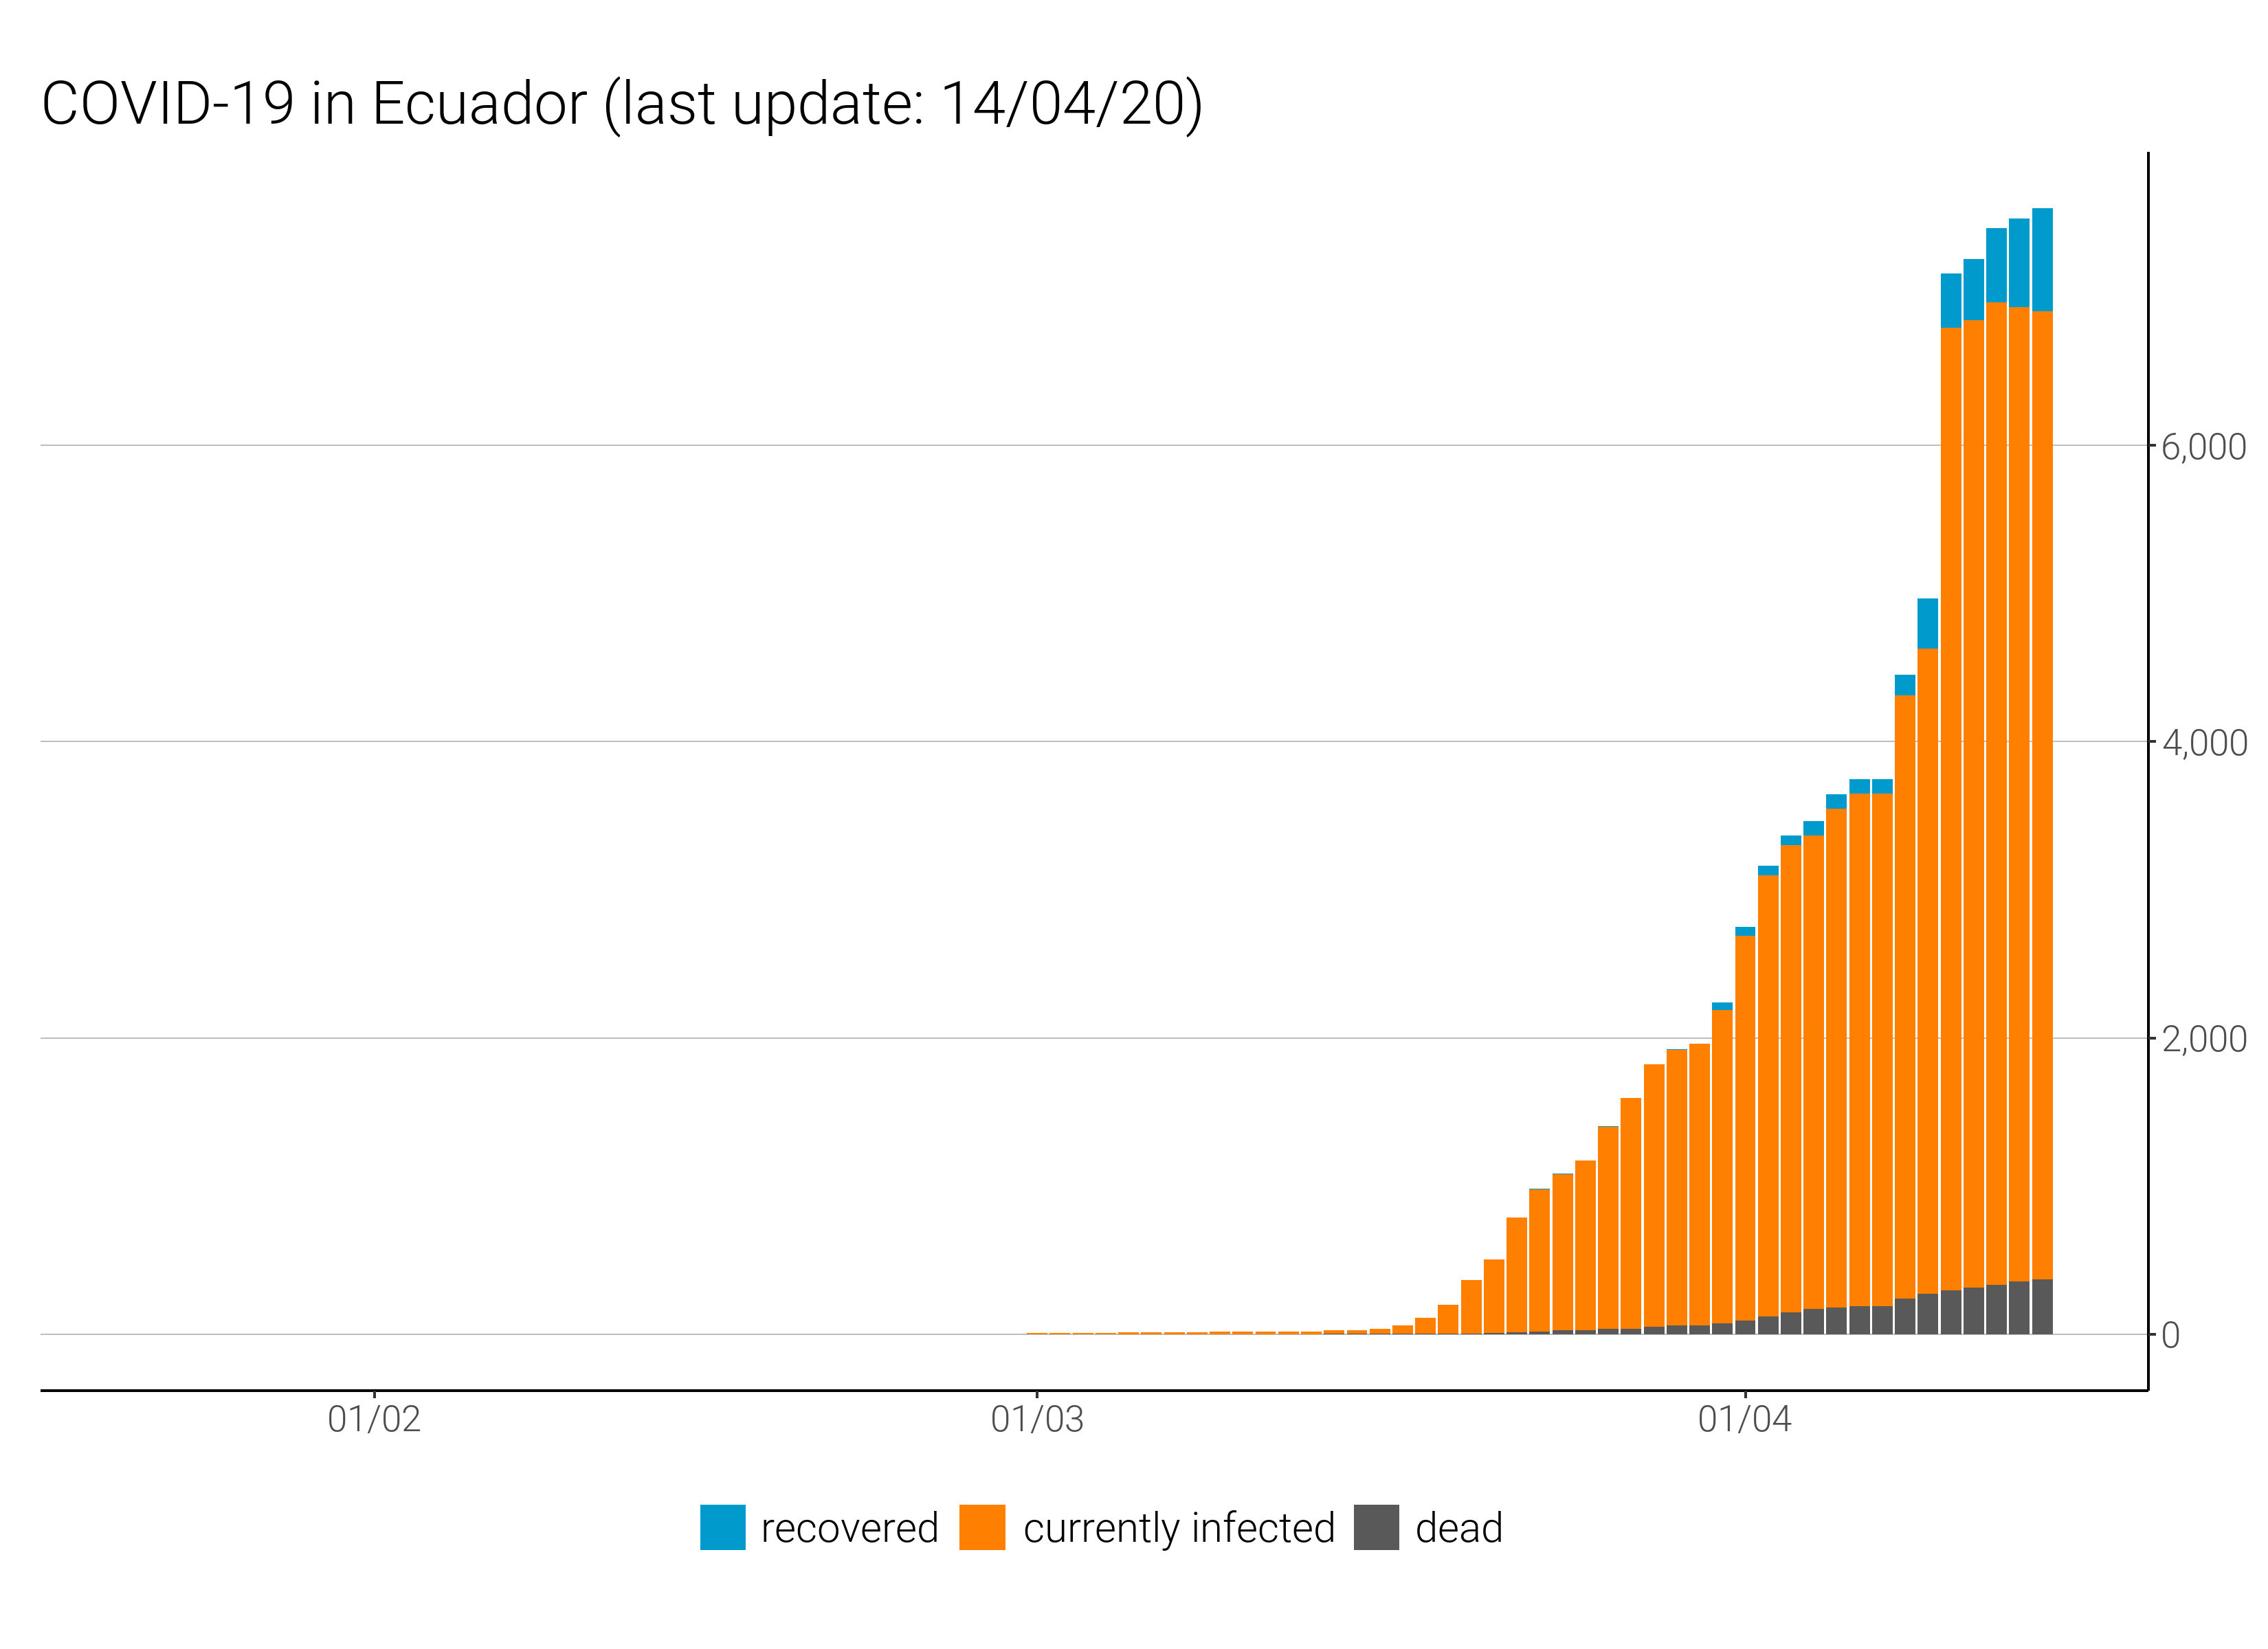 COVID-19 in Ecuador (last update: 14/04/20)
6,000
4,000
2,000
0
01/02 01/03 01/04
recovered currently infected dead